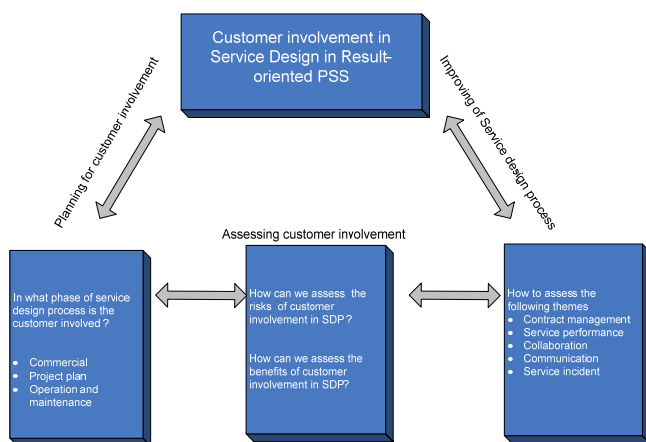 Customer involvement in
Service Design in Result-
oriented PSS
Planning for customer involvement
Improving of Service design process
Assessing customer involvement
In what phase of service
design process is the
customer involved ?
• Commercial
• Project plan
• Operation and
maintenance
How can we assess the
risks of customer
involvement in SDP ?
How can we assess the
benefits of customer
involvement in SDP?
How to assess the
following themes
• Contract management
• Service performance
• Collaboration
• Communication
• Service incident